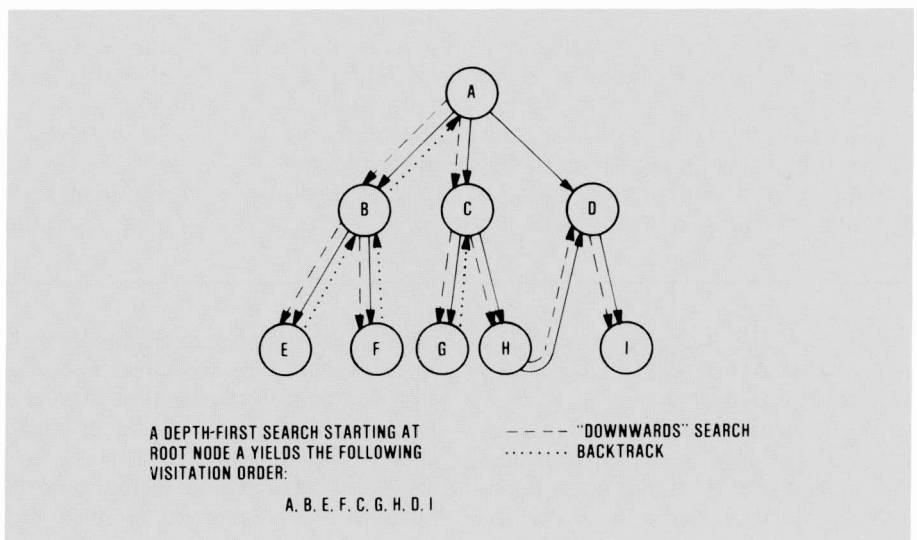 A
B
C
D
E
F
G
H
I
A DEPTH-FIRST SEARCH STARTING AT
ROOT NODE A YIELDS THE FOLLOWING
VISITATION ORDER:
A. B. E. F. C. G. H. D. I
"DOWNWARDS" SEARCH
BACKTRACK